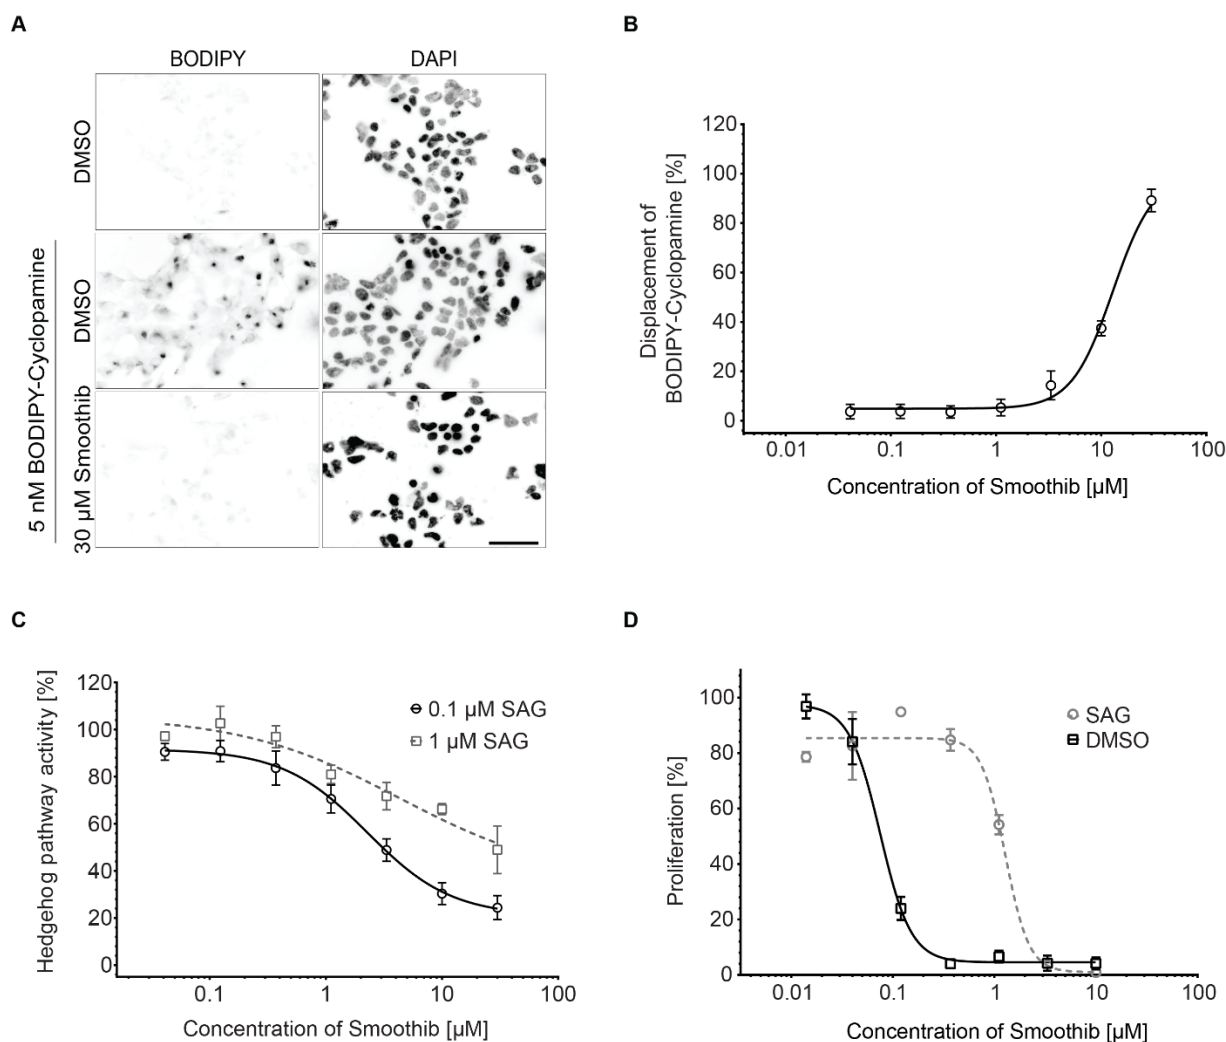 A
BODIPY
DAPI
DMSO
DMSO
30 µM Smoothib
5 nM BODIPY-Cyclopamine
B
Displacement of
BODIPY-Cyclopamine [%]
120
100
80
60
40
20
0
0.01
0.1
1
10
100
Concentration of Smoothib [µM]
C
Hedgehog pathway activity [%]
120
100
80
60
40
20
0
0.1 µM SAG
1 µM SAG
0.1
1
10
100
Concentration of Smoothib [µM]
D
Proliferation [%]
100
80
60
40
20
0
SAG
DMSO
0.01
0.1
1
10
100
Concentration of Smoothib [µM]